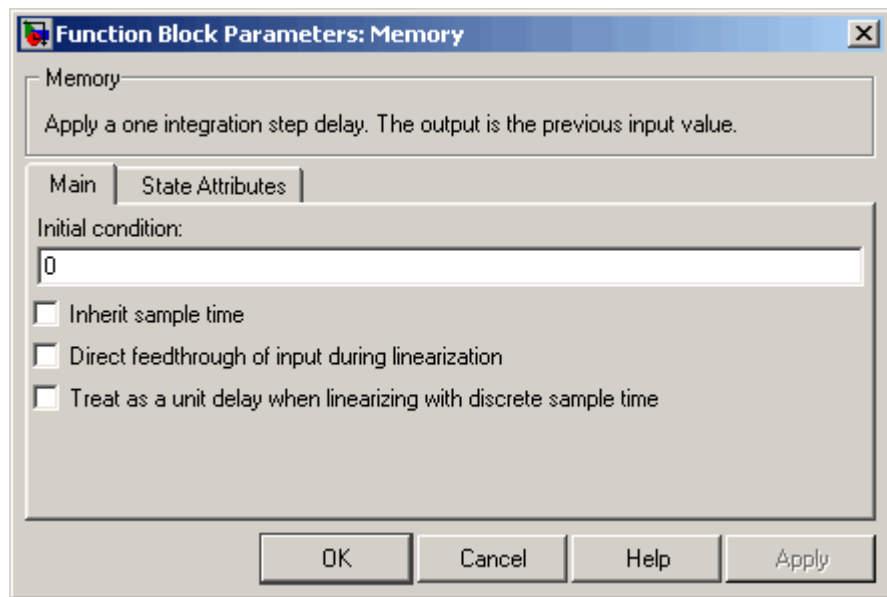 Function Block Parameters: Memory
Memory
Apply a one integration step delay. The output is the previous input value.
Main State Attributes
Initial condition:
0
Inherit sample time
Direct feedthrough of input during linearization
Treat as a unit delay when linearizing with discrete sample time
OK Cancel Help Apply